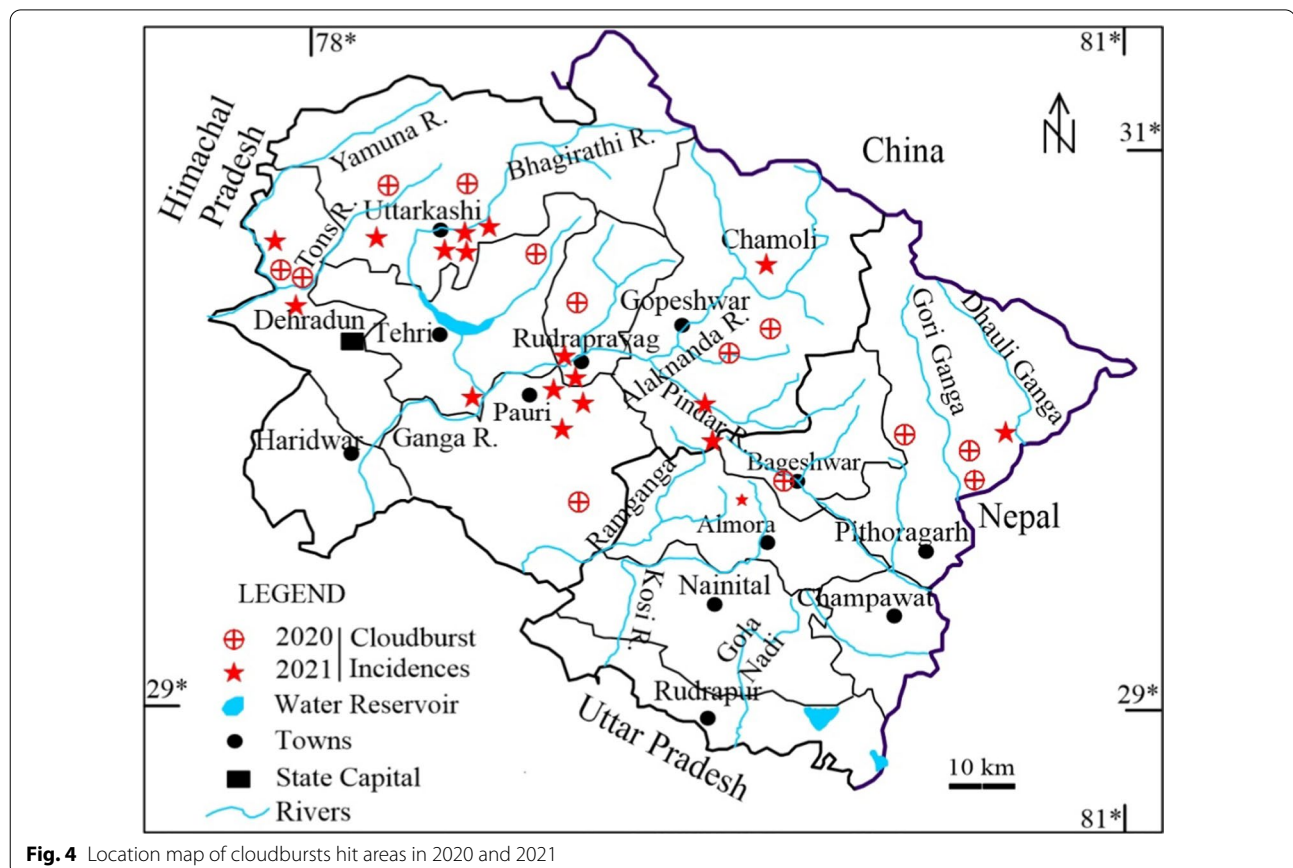 78*
81*
N
31*
China
Himachal
Pradesh
Yamuna R.
Bhagirathi R.
Uttarkashi
Tons R.
Chamoli
Gopeshwar
Dehradun
Tehri
Rudraprayag
Alaknanda R.
Gori Ganga
Dhauli Ganga
Pauri
Pindar R.
Ganga R.
Haridwar
Bageshwar
Ramganga
Almora
Nepal
Pithoragarh
Nainital
Champawat
Kosi R.
Gola
Nadi
Rudrapur
Uttar Pradesh
LEGEND
2020 Cloudburst
2021 Incidences
Water Reservoir
Towns
State Capital
Rivers
29*
29*
10 km
81*
Fig. 4 Location map of cloudbursts hit areas in 2020 and 2021